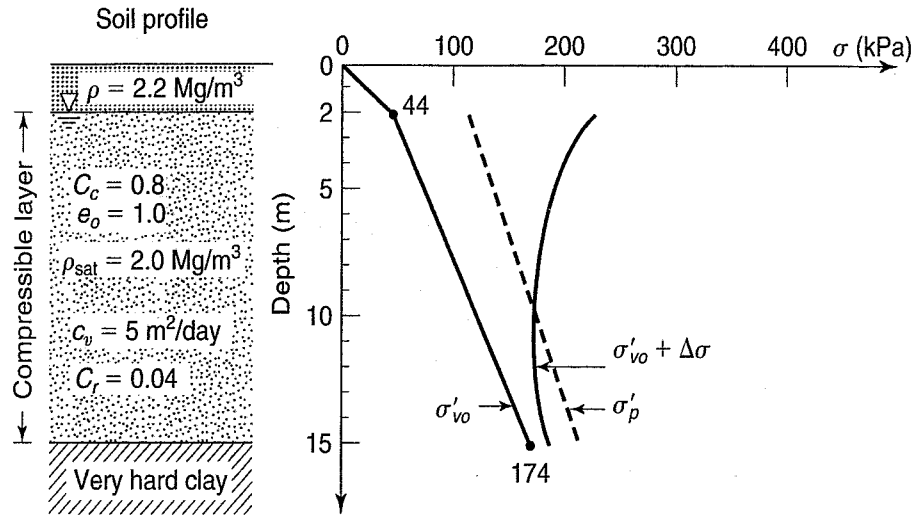 Soil profile
ρ = 2.2 Mg/m³
Compressible layer
C_c = 0.8
e_o = 1.0
ρ_sat = 2.0 Mg/m³
c_v = 5 m²/day
C_r = 0.04
Very hard clay
0 100 200 300 400 σ (kPa)
Depth (m)
0
2
5
10
15
44
174
σ′_vo
σ′_vo + Δσ
σ′_p